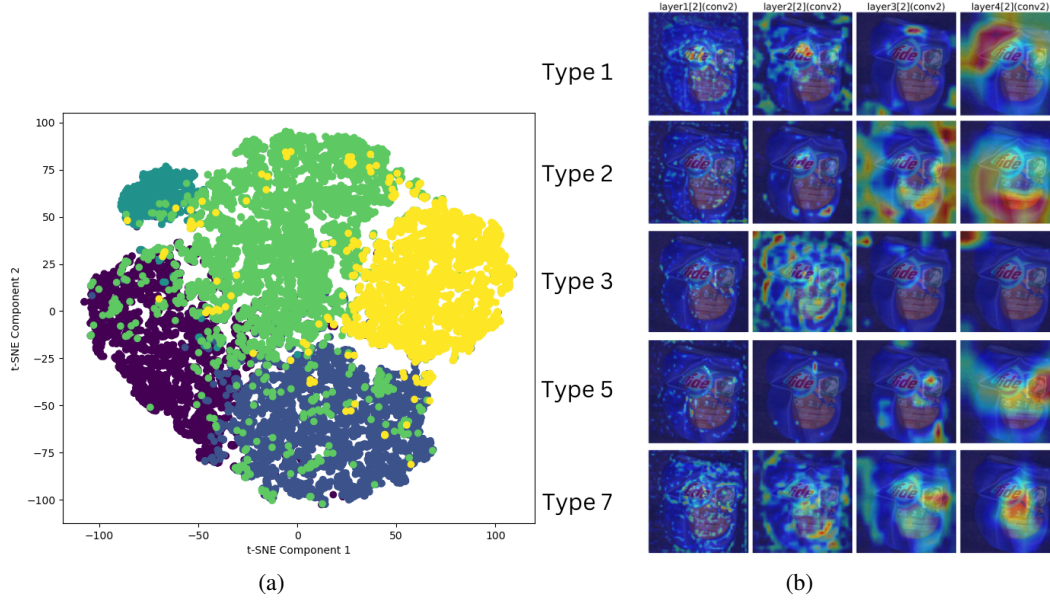 layer1[2](conv2) layer2[2](conv2) layer3[2](conv2) layer4[2](conv2)
Type 1
Type 2
Type 3
Type 5
Type 7
100
75
50
25
0
−25
−50
−75
−100
t-SNE Component 2
−100 −50 0 50 100
t-SNE Component 1
(a)
(b)